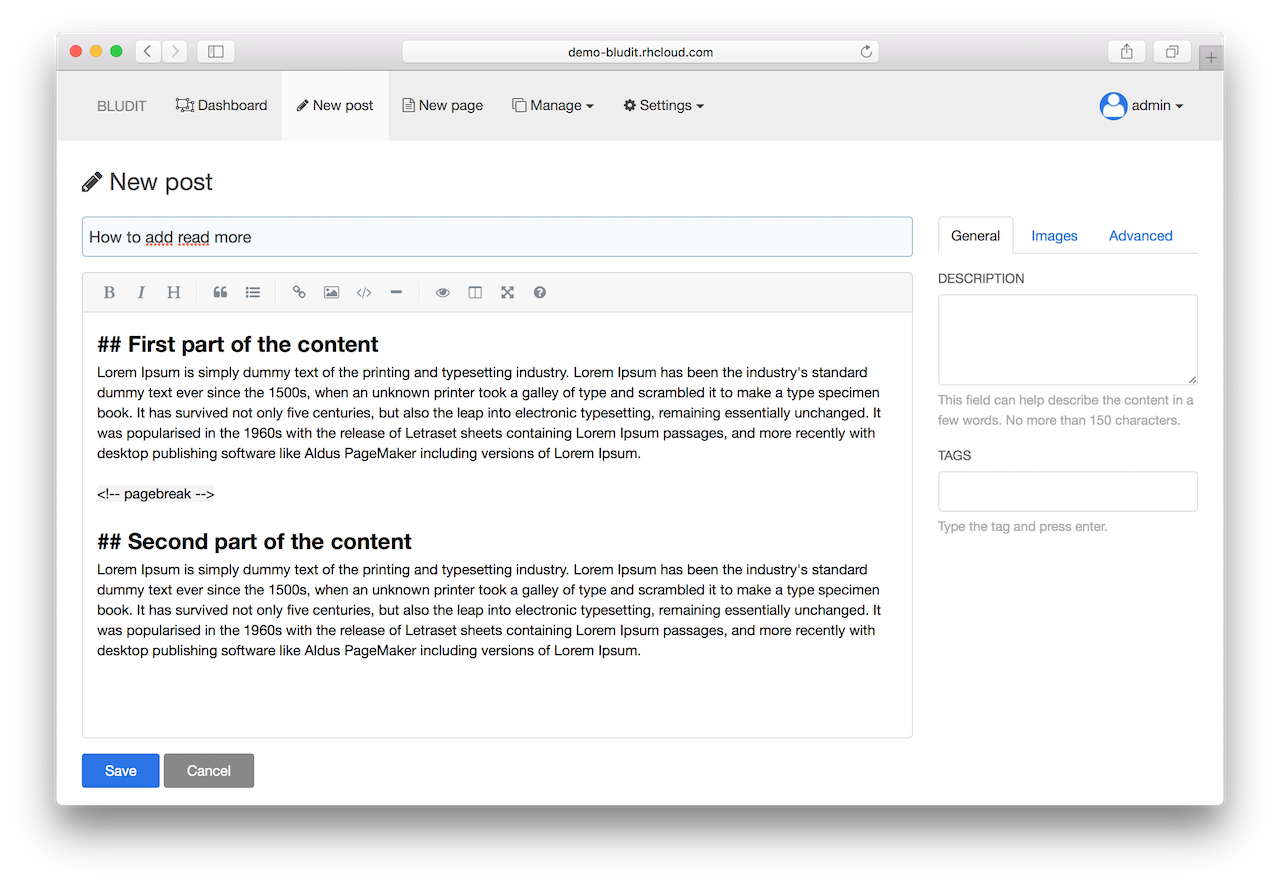 demo-bludit.rhcloud.com
BLUDIT Dashboard New post New page Manage Settings admin
New post
How to add read more
General Images Advanced
B I H
DESCRIPTION
## First part of the content
Lorem Ipsum is simply dummy text of the printing and typesetting industry. Lorem Ipsum has been the industry's standard
dummy text ever since the 1500s, when an unknown printer took a galley of type and scrambled it to make a type specimen
book. It has survived not only five centuries, but also the leap into electronic typesetting, remaining essentially unchanged. It
was popularised in the 1960s with the release of Letraset sheets containing Lorem Ipsum passages, and more recently with
desktop publishing software like Aldus PageMaker including versions of Lorem Ipsum.
<!-- pagebreak -->
## Second part of the content
Lorem Ipsum is simply dummy text of the printing and typesetting industry. Lorem Ipsum has been the industry's standard
dummy text ever since the 1500s, when an unknown printer took a galley of type and scrambled it to make a type specimen
book. It has survived not only five centuries, but also the leap into electronic typesetting, remaining essentially unchanged. It
was popularised in the 1960s with the release of Letraset sheets containing Lorem Ipsum passages, and more recently with
desktop publishing software like Aldus PageMaker including versions of Lorem Ipsum.
This field can help describe the content in a
few words. No more than 150 characters.
TAGS
Type the tag and press enter.
Save Cancel